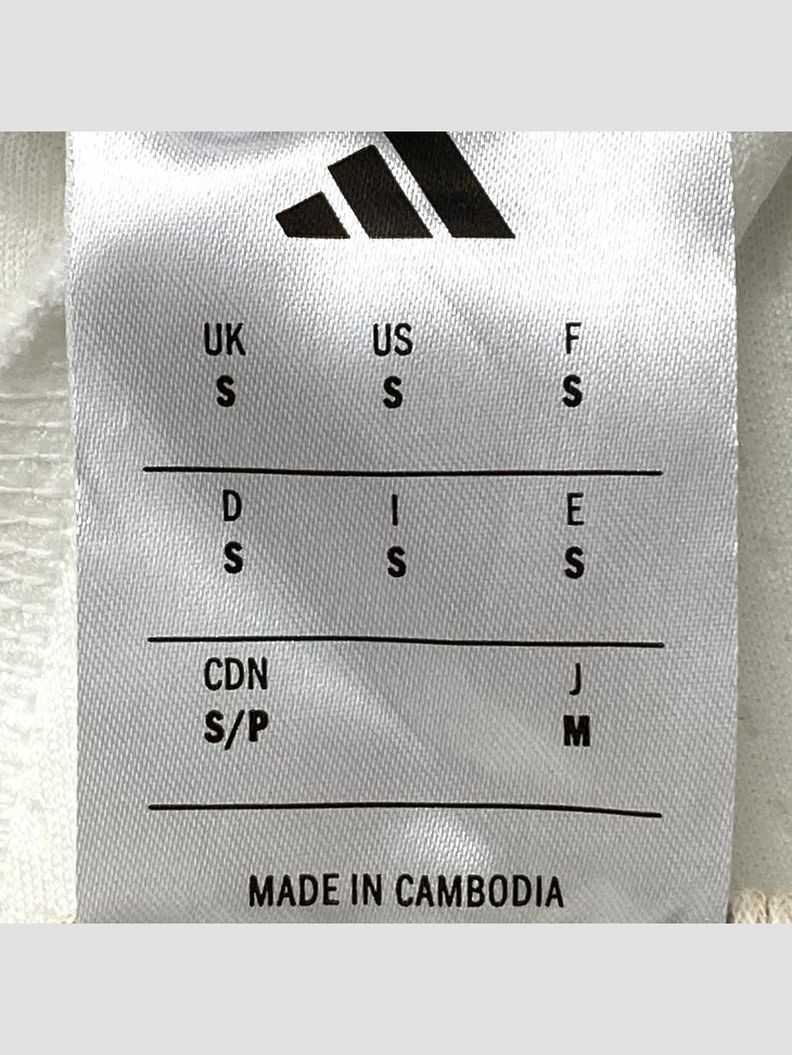 UK US F
S S S
D I E
S S S
CDN J
S/P M
MADE IN CAMBODIA